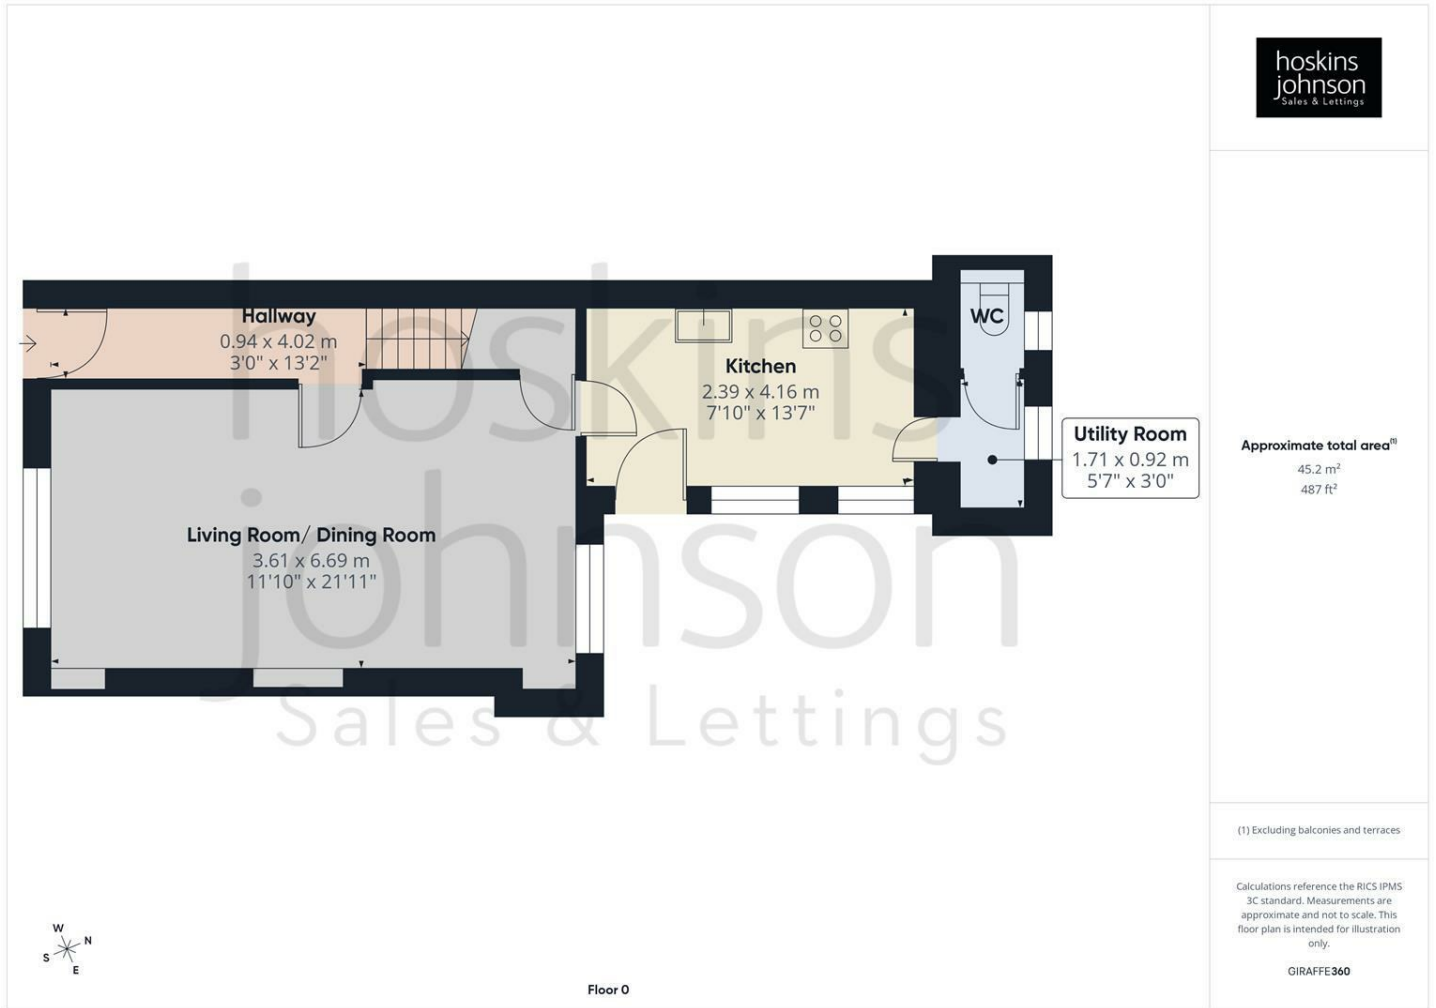 hoskins
johnson
Sales & Lettings
Hallway
0.94 x 4.02 m
3'0" x 13'2"
Kitchen
2.39 x 4.16 m
7'10" x 13'7"
WC
Utility Room
1.71 x 0.92 m
5'7" x 3'0"
Living Room/ Dining Room
3.61 x 6.69 m
11'10" x 21'11"
hoskins
johnson
Sales & Lettings
Approximate total area(1)
45.2 m²
487 ft²
(1) Excluding balconies and terraces
Calculations reference the RICS IPMS
3C standard. Measurements are
approximate and not to scale. This
floor plan is intended for illustration
only.
GIRAFFE360
W
N
S
E
Floor 0